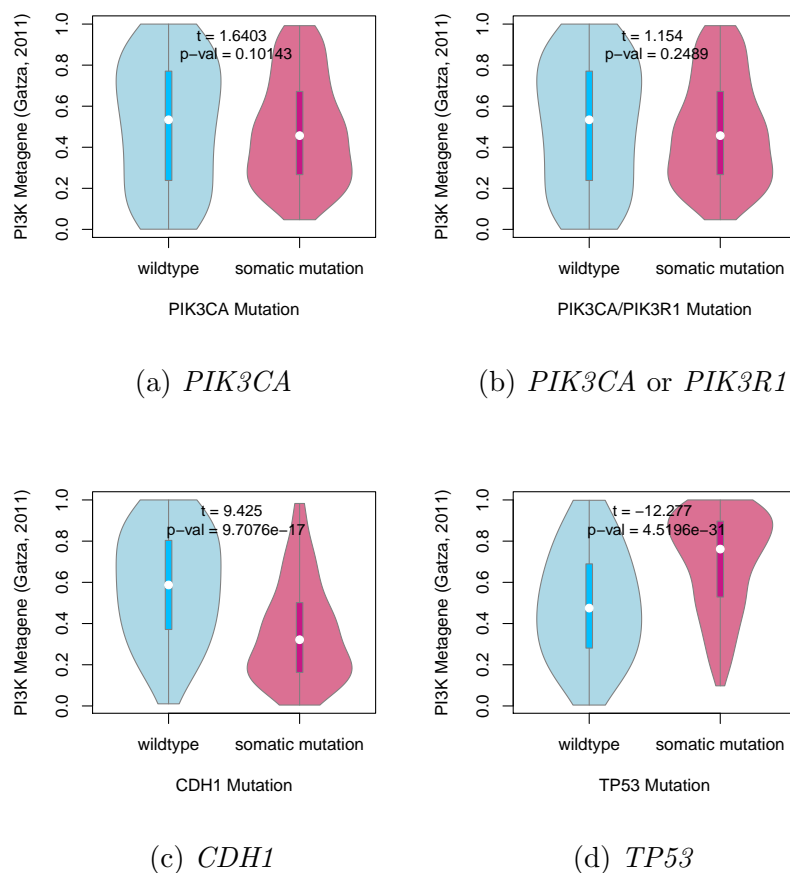 PI3K Metagene (Gatza, 2011)
0.0 0.2 0.4 0.6 0.8 1.0
t = 1.6403
p−val = 0.10143
wildtype somatic mutation
PIK3CA Mutation
(a) PIK3CA
PI3K Metagene (Gatza, 2011)
0.0 0.2 0.4 0.6 0.8 1.0
t = 1.154
p−val = 0.2489
wildtype somatic mutation
PIK3CA/PIK3R1 Mutation
(b) PIK3CA or PIK3R1
PI3K Metagene (Gatza, 2011)
0.0 0.2 0.4 0.6 0.8 1.0
t = 9.425
p−val = 9.7076e−17
wildtype somatic mutation
CDH1 Mutation
(c) CDH1
PI3K Metagene (Gatza, 2011)
0.0 0.2 0.4 0.6 0.8 1.0
t = −12.277
p−val = 4.5196e−31
wildtype somatic mutation
TP53 Mutation
(d) TP53